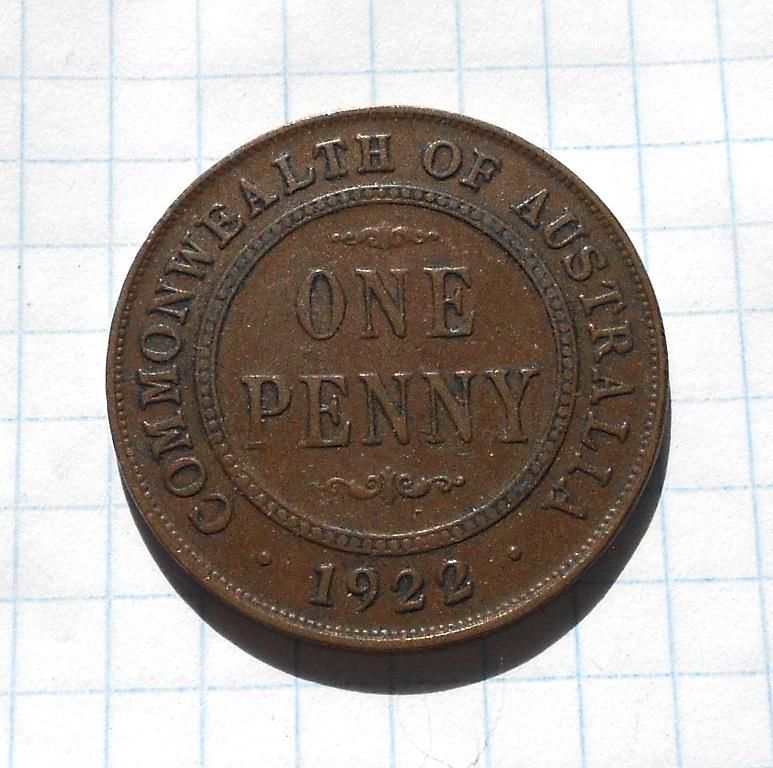 COMMONWEALTH OF AUSTRALIA
ONE
PENNY
1922